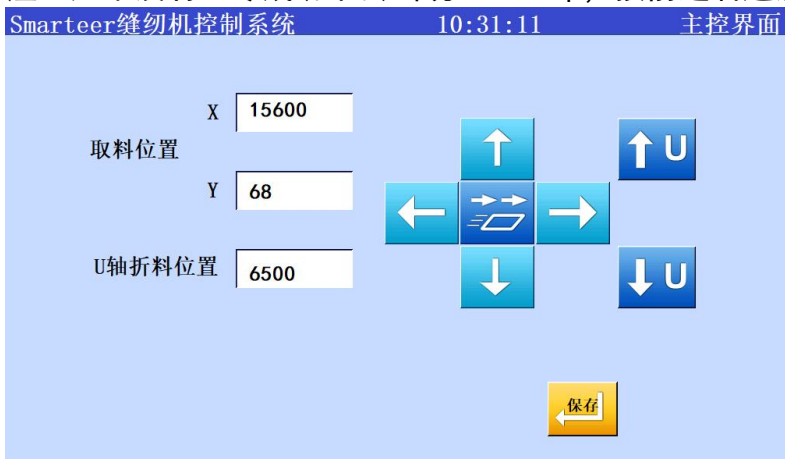 Smarteer缝纫机控制系统 10:31:11 主控界面
X 15600
取料位置
Y 68
U轴折料位置 6500
U
U
保存